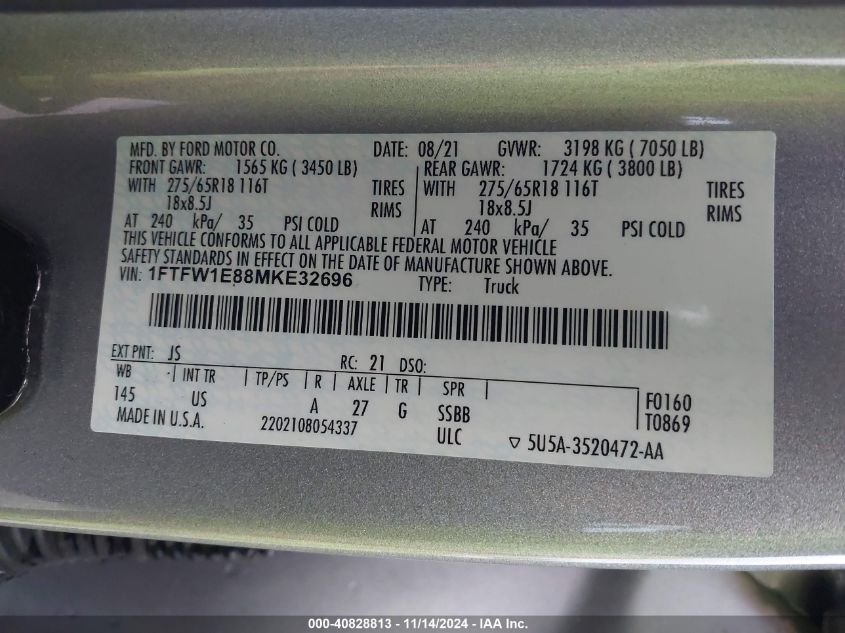 MFD. BY FORD MOTOR CO. DATE: 08/21 GVWR: 3198 KG ( 7050 LB)
FRONT GAWR: 1565 KG ( 3450 LB) REAR GAWR: 1724 KG ( 3800 LB)
WITH 275/65R18 116T TIRES WITH 275/65R18 116T TIRES
18x8.5J RIMS 18x8.5J RIMS
AT 240 kPa/ 35 PSI COLD AT 240 kPa/ 35 PSI COLD
THIS VEHICLE CONFORMS TO ALL APPLICABLE FEDERAL MOTOR VEHICLE
SAFETY STANDARDS IN EFFECT ON THE DATE OF MANUFACTURE SHOWN ABOVE.
VIN: 1FTFW1E88MKE32696 TYPE: Truck
EXT PNT: JS RC: 21 DSO:
WB INT TR TP/PS R AXLE TR SPR
145 US A 27 G SSBB F0160
MADE IN U.S.A. 2202108054337 ULC T0869
5U5A-3520472-AA
000-40828813 - 11/14/2024 - IAA Inc.